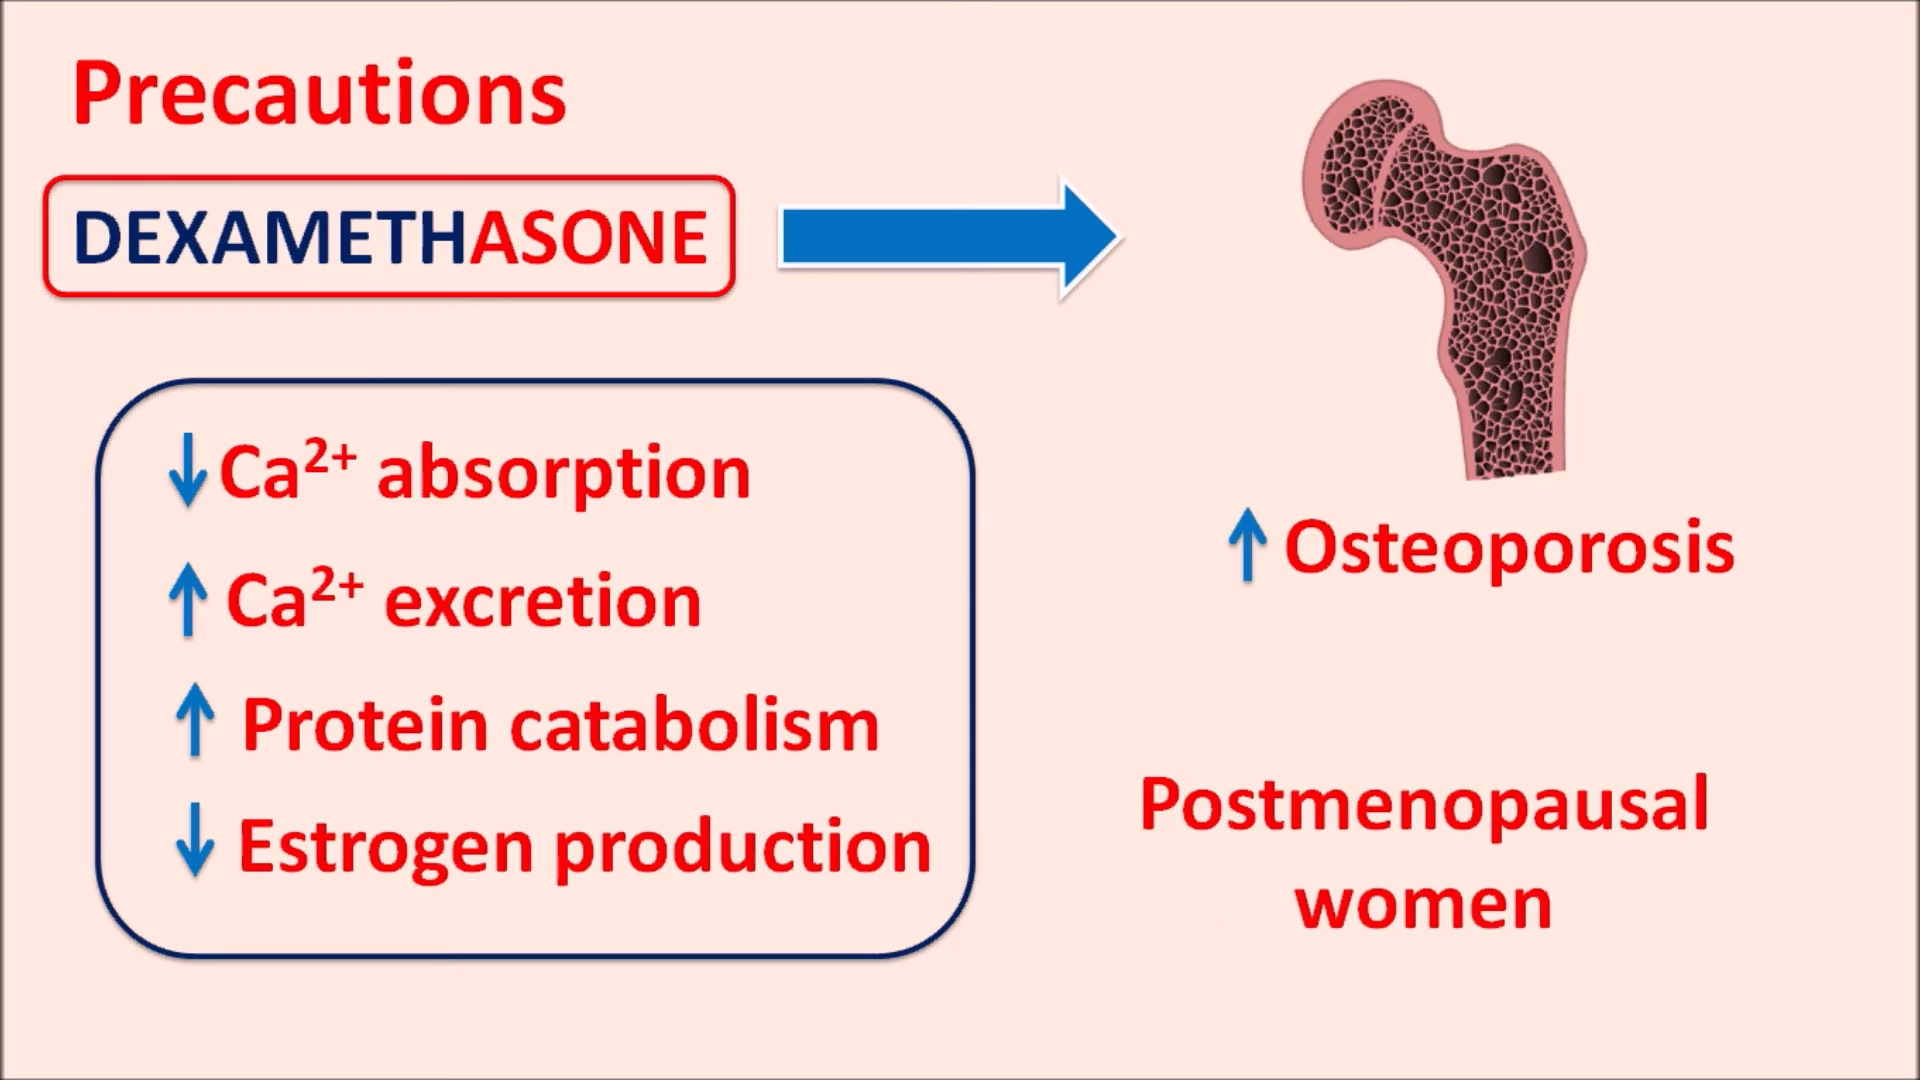 Precautions
DEXAMETHASONE
↓ Ca²⁺ absorption
↑ Ca²⁺ excretion
↑ Protein catabolism
↓ Estrogen production
↑ Osteoporosis
Postmenopausal
women